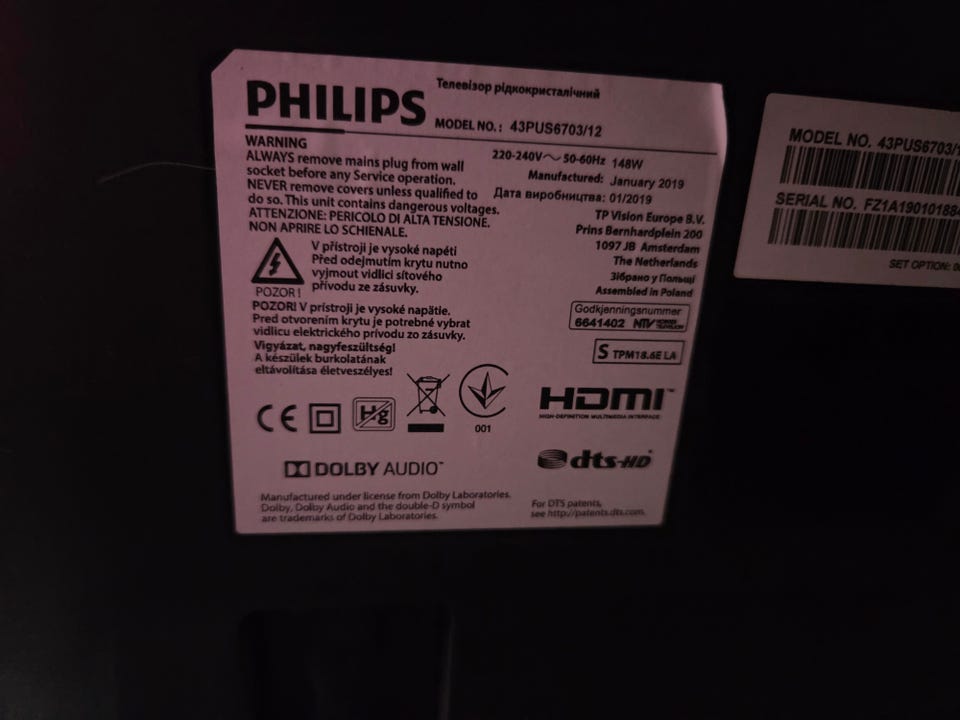 PHILIPS
Телевізор рідкокристалічний
MODEL NO.: 43PUS6703/12
WARNING
ALWAYS remove mains plug from wall
socket before any Service operation.
NEVER remove covers unless qualified to
do so. This unit contains dangerous voltages.
ATTENZIONE: PERICOLO DI ALTA TENSIONE.
NON APRIRE LO SCHIENALE.
V přístroji je vysoké napětí
Před odejmutím krytu nutno
vyjmout vidlici síťového
přívodu ze zásuvky.
POZOR!
POZOR! V prístroji je vysoké napätie.
Pred otvorením krytu je potrebné vybrat
vidlicu elektrického prívodu zo zásuvky.
Vigyázat, nagyfeszültség!
A készülek burkolatának
eltávolítása életveszélyes!
220-240V~ 50-60Hz 148W
Manufactured: January 2019
Дата виробництва: 01/2019
TP Vision Europe B.V.
Prins Bernhardplein 200
1097 JB Amsterdam
The Netherlands
Зібрано у Польщі
Assembled in Poland
Godkjenningsnummer
6641402 NTV
S TPM18.6E LA
CE Hg
001
HDMI™
HIGH-DEFINITION MULTIMEDIA INTERFACE
DOLBY AUDIO™
dts-HD
Manufactured under license from Dolby Laboratories.
Dolby, Dolby Audio and the double-D symbol
are trademarks of Dolby Laboratories.
For DTS patents,
see http://patents.dts.com.
MODEL NO. 43PUS6703/1
SERIAL NO. FZ1A190101884
SET OPTION: